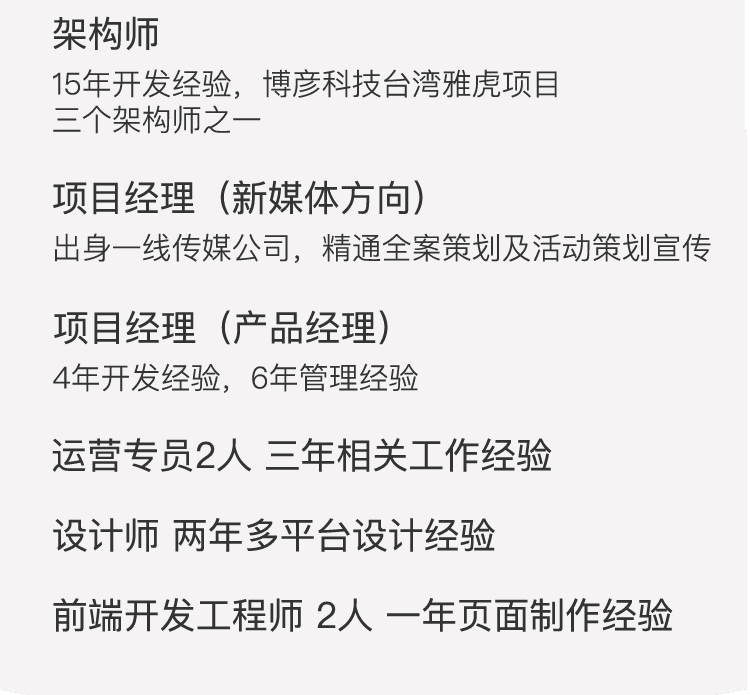 架构师
15年开发经验，博彦科技台湾雅虎项目
三个架构师之一
项目经理（新媒体方向）
出身一线传媒公司，精通全案策划及活动策划宣传
项目经理（产品经理）
4年开发经验，6年管理经验
运营专员2人 三年相关工作经验
设计师 两年多平台设计经验
前端开发工程师 2人 一年页面制作经验